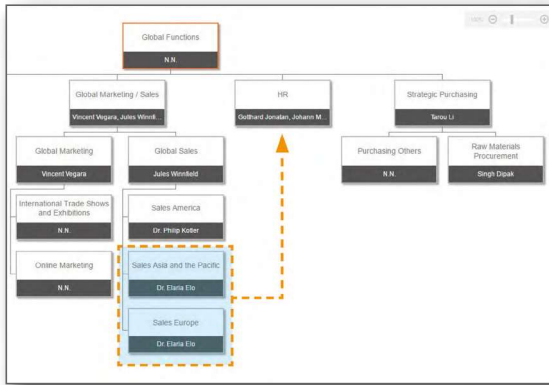 Global Functions
N.N.
Global Marketing / Sales
Vincent Vegara, Jules Winnfi...
HR
Gotthard Jonatan, Johann M...
Strategic Purchasing
Tarou Li
Global Marketing
Vincent Vegara
Global Sales
Jules Winnfield
Purchasing Others
N.N.
Raw Materials
Procurement
Singh Dipak
International Trade Shows
and Exhibitions
N.N.
Sales America
Dr. Philip Kotler
Online Marketing
N.N.
Sales Asia and the Pacific
Dr. Elaria Elo
Sales Europe
Dr. Elaria Elo